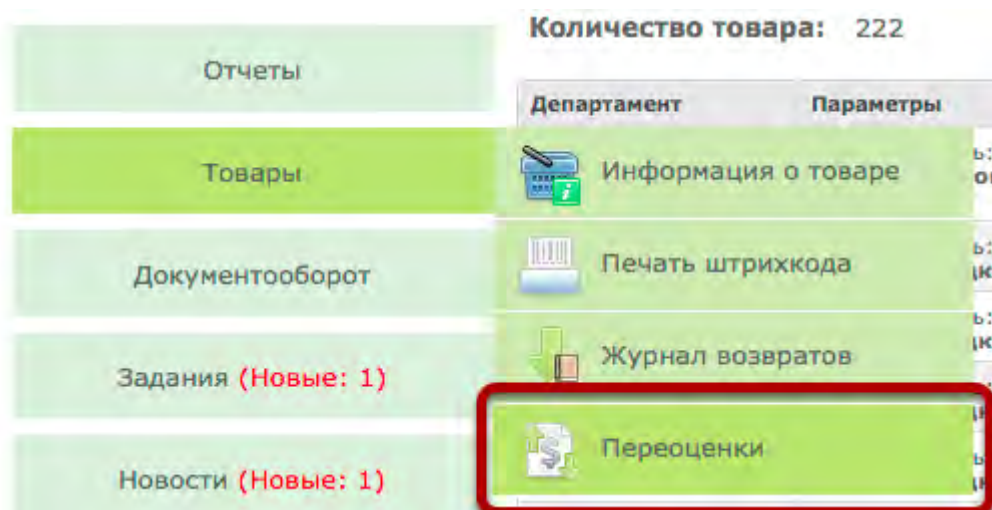 Количество товара: 222
Департамент Параметры
Отчеты
Товары
Документооборот
Задания (Новые: 1)
Новости (Новые: 1)
Информация о товаре
Печать штрихкода
Журнал возвратов
Переоценки